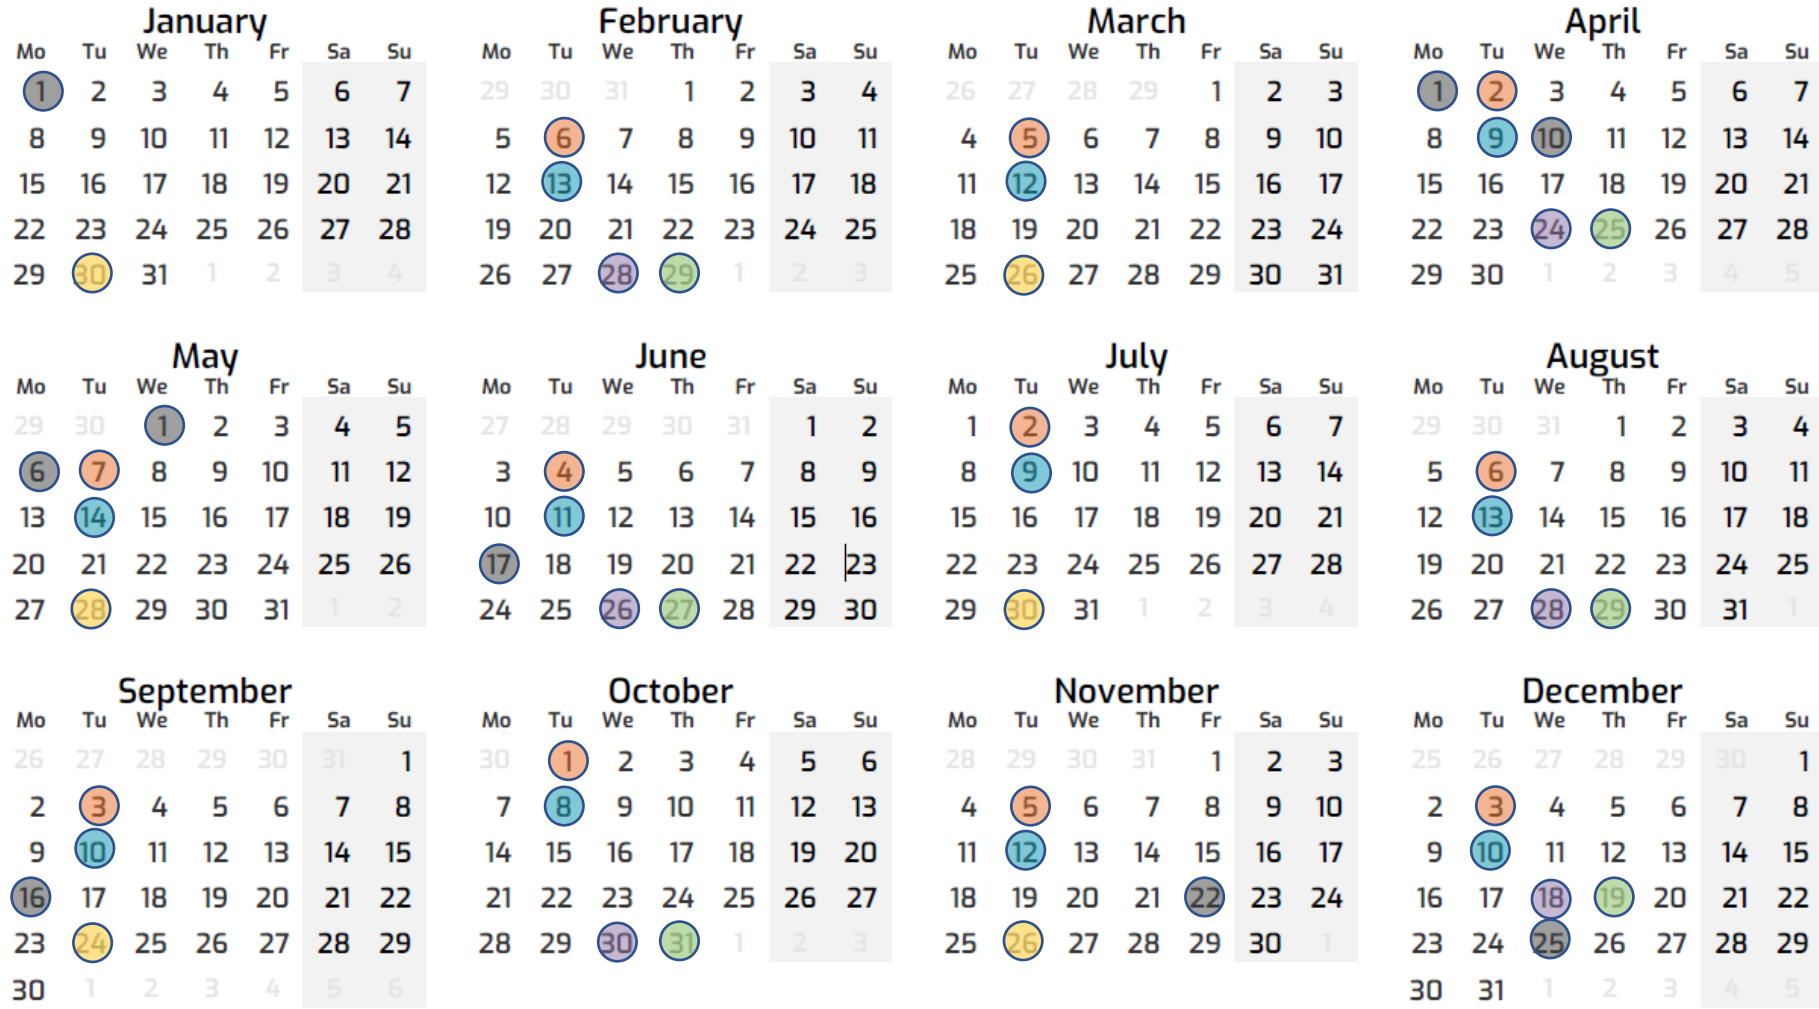 January February March April
Mo Tu We Th Fr Sa Su Mo Tu We Th Fr Sa Su Mo Tu We Th Fr Sa Su Mo Tu We Th Fr Sa Su
1 2 3 4 5 6 7 29 30 31 1 2 3 4 26 27 28 29 1 2 3 1 2 3 4 5 6 7
8 9 10 11 12 13 14 5 6 7 8 9 10 11 4 5 6 7 8 9 10 8 9 10 11 12 13 14
15 16 17 18 19 20 21 12 13 14 15 16 17 18 11 12 13 14 15 16 17 15 16 17 18 19 20 21
22 23 24 25 26 27 28 19 20 21 22 23 24 25 18 19 20 21 22 23 24 22 23 24 25 26 27 28
29 30 31 1 2 3 4 26 27 28 29 1 2 3 25 26 27 28 29 30 31 29 30 1 2 3 4 5
May June July August
Mo Tu We Th Fr Sa Su Mo Tu We Th Fr Sa Su Mo Tu We Th Fr Sa Su Mo Tu We Th Fr Sa Su
29 30 1 2 3 4 5 27 28 29 30 31 1 2 1 2 3 4 5 6 7 29 30 31 1 2 3 4
6 7 8 9 10 11 12 3 4 5 6 7 8 9 8 9 10 11 12 13 14 5 6 7 8 9 10 11
13 14 15 16 17 18 19 10 11 12 13 14 15 16 15 16 17 18 19 20 21 12 13 14 15 16 17 18
20 21 22 23 24 25 26 17 18 19 20 21 22 23 22 23 24 25 26 27 28 19 20 21 22 23 24 25
27 28 29 30 31 1 2 24 25 26 27 28 29 30 29 30 31 1 2 3 4 26 27 28 29 30 31 1
September October November December
Mo Tu We Th Fr Sa Su Mo Tu We Th Fr Sa Su Mo Tu We Th Fr Sa Su Mo Tu We Th Fr Sa Su
26 27 28 29 30 31 1 30 1 2 3 4 5 6 28 29 30 31 1 2 3 25 26 27 28 29 30 1
2 3 4 5 6 7 8 7 8 9 10 11 12 13 4 5 6 7 8 9 10 2 3 4 5 6 7 8
9 10 11 12 13 14 15 14 15 16 17 18 19 20 11 12 13 14 15 16 17 9 10 11 12 13 14 15
16 17 18 19 20 21 22 21 22 23 24 25 26 27 18 19 20 21 22 23 24 16 17 18 19 20 21 22
23 24 25 26 27 28 29 28 29 30 31 1 2 3 25 26 27 28 29 30 1 23 24 25 26 27 28 29
30 1 2 3 4 5 6 30 31 1 2 3 4 5